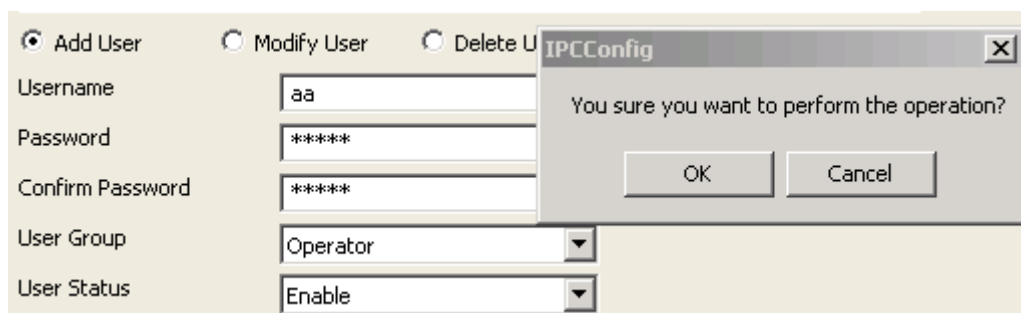 Add User Modify User Delete U
Username aa
Password *****
Confirm Password *****
User Group Operator
User Status Enable
IPCConfig
You sure you want to perform the operation?
OK Cancel